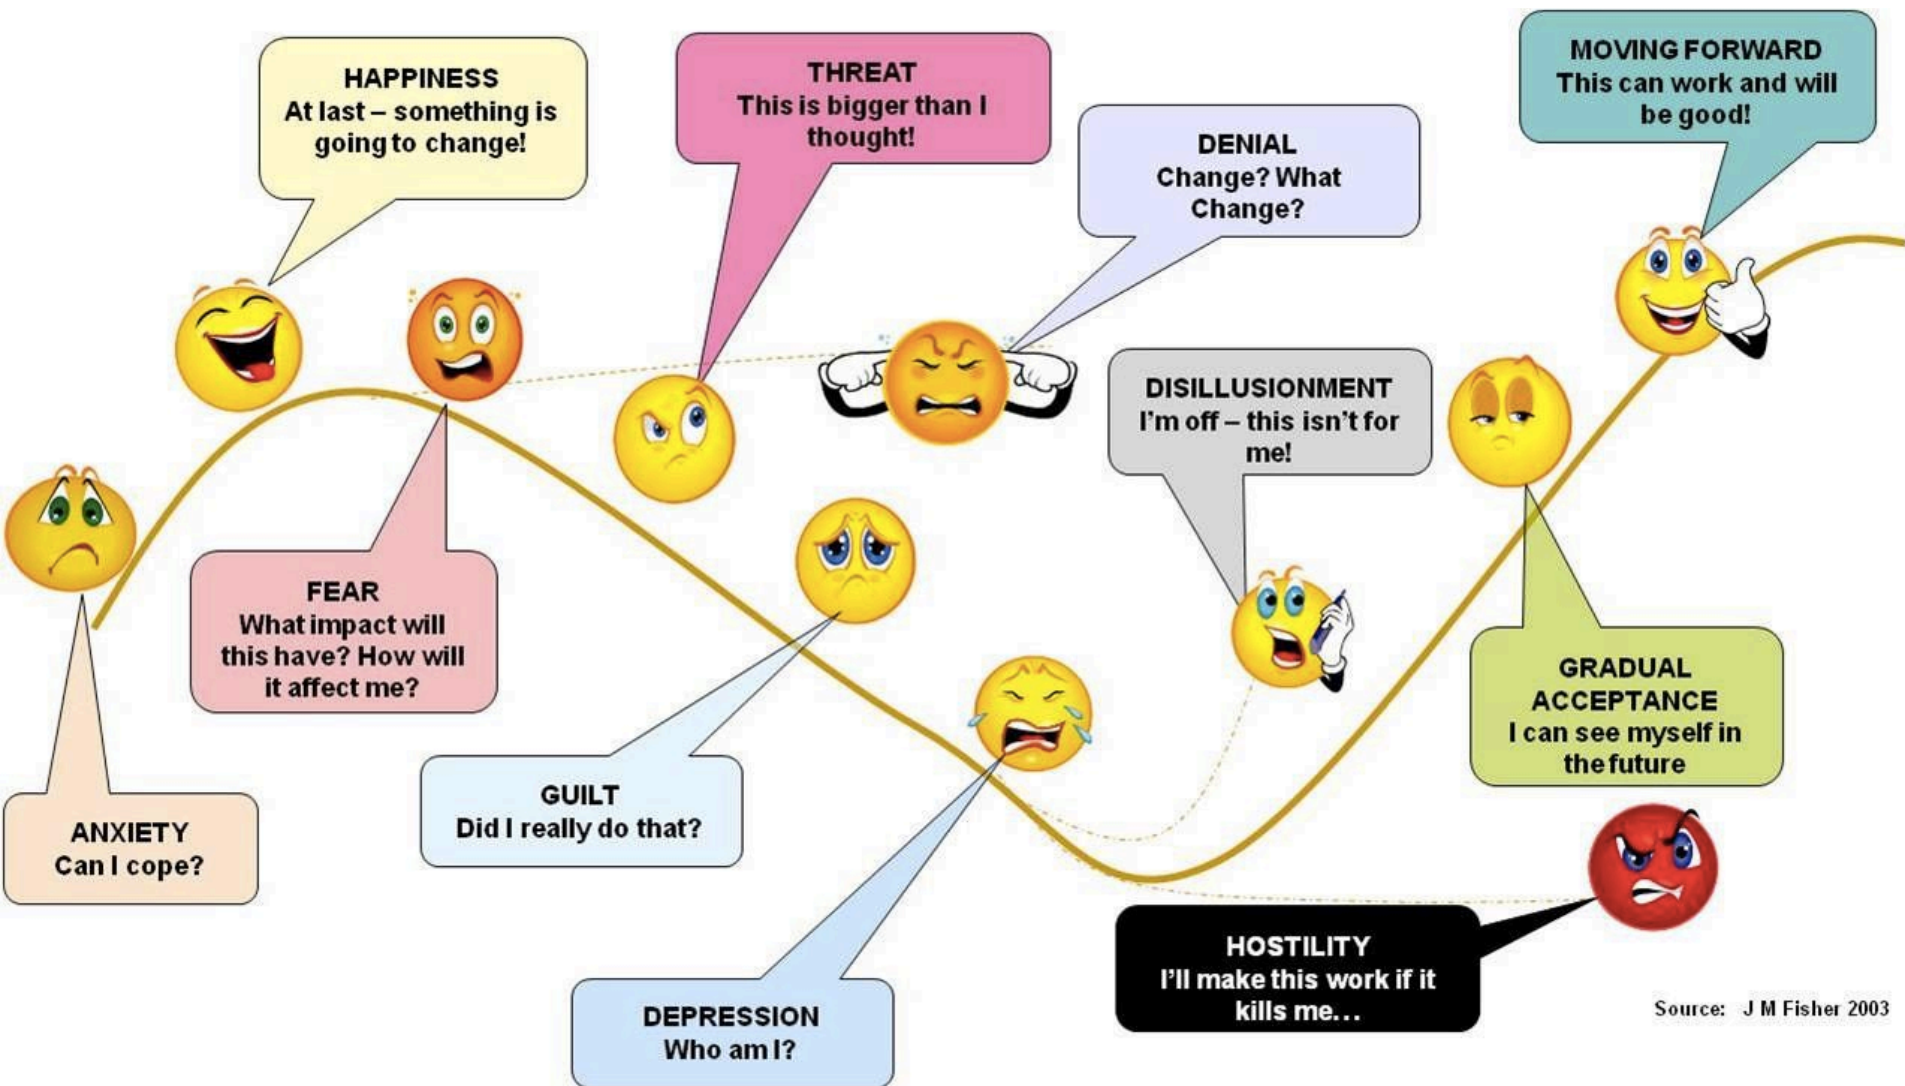 HAPPINESS
At last – something is
going to change!
THREAT
This is bigger than I
thought!
DENIAL
Change? What
Change?
MOVING FORWARD
This can work and will
be good!
DISILLUSIONMENT
I'm off – this isn't for
me!
FEAR
What impact will
this have? How will
it affect me?
GRADUAL
ACCEPTANCE
I can see myself in
the future
GUILT
Did I really do that?
ANXIETY
Can I cope?
HOSTILITY
I'll make this work if it
kills me…
DEPRESSION
Who am I?
Source: J M Fisher 2003